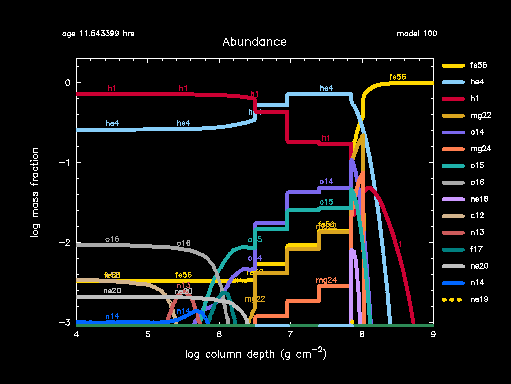 age 11.643399 hrs
model 100
Abundance
0
−1
−2
−3
4
5
6
7
8
9
log mass fraction
log column depth (g cm−2)
h1
h1
h1
he4
he4
he4
h1
fe56
o14
o15
o16
o16
o15
o14
fe56
ne20
n14
mg22
mg24
fe56
he4
h1
mg22
o14
mg24
o15
o16
ne18
c12
n13
f17
ne20
n14
ne19